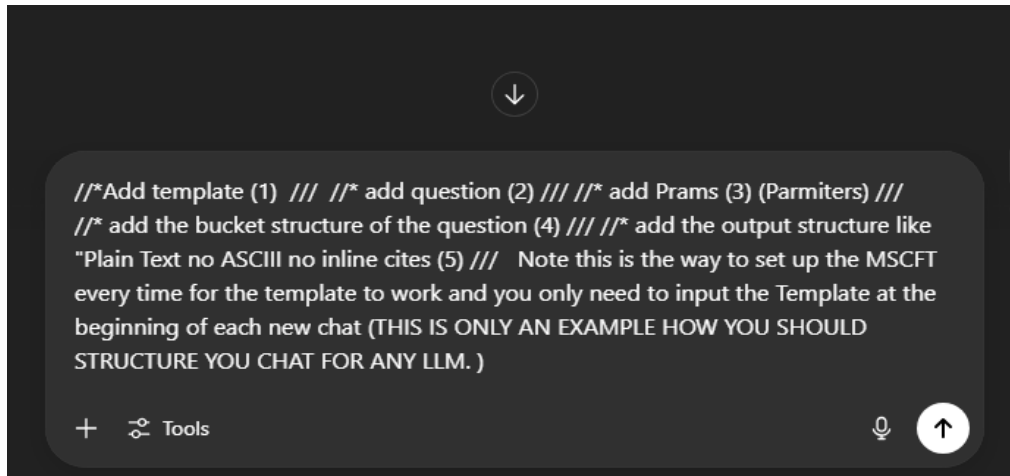 //*Add template (1)  ///  //* add question (2) /// //* add Prams (3) (Parmiters) ///
//* add the bucket structure of the question (4) /// //* add the output structure like
"Plain Text no ASCIII no inline cites (5) ///   Note this is the way to set up the MSCFT
every time for the template to work and you only need to input the Template at the
beginning of each new chat (THIS IS ONLY AN EXAMPLE HOW YOU SHOULD
STRUCTURE YOU CHAT FOR ANY LLM. )
Tools